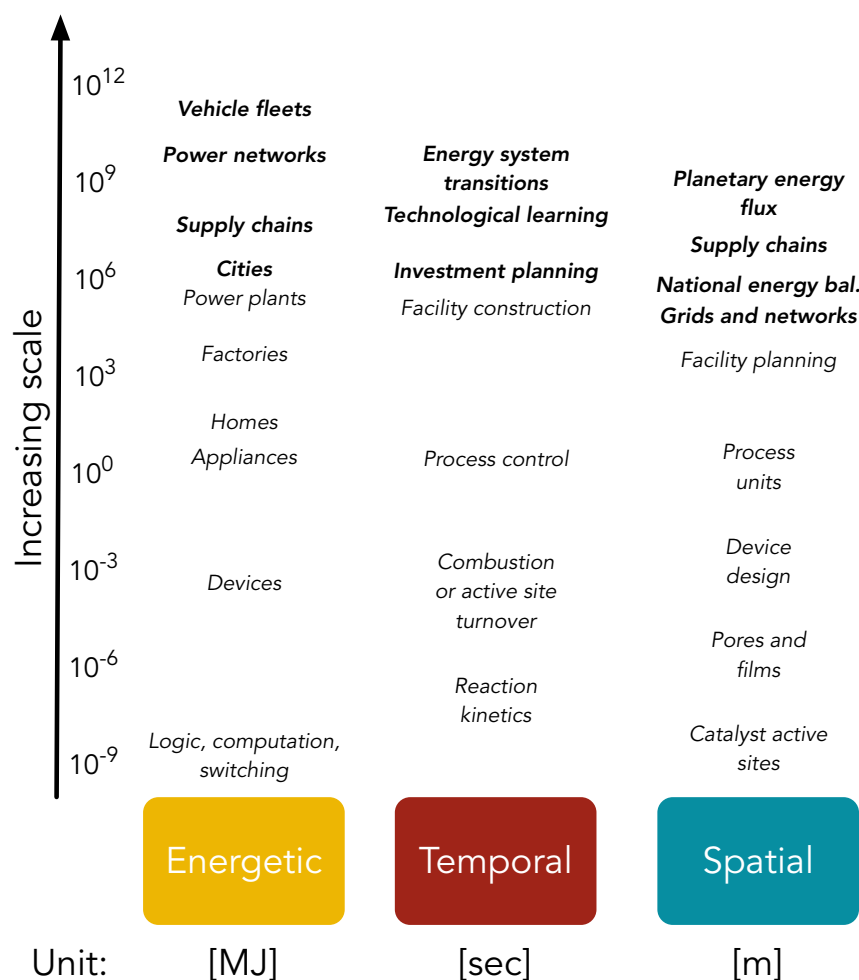 Increasing scale
10^12
10^9
10^6
10^3
10^0
10^-3
10^-6
10^-9
Vehicle fleets
Power networks
Supply chains
Cities
Power plants
Factories
Homes
Appliances
Devices
Logic, computation,
switching
Energy system
transitions
Technological learning
Investment planning
Facility construction
Process control
Combustion
or active site
turnover
Reaction
kinetics
Planetary energy
flux
Supply chains
National energy bal.
Grids and networks
Facility planning
Process
units
Device
design
Pores and
films
Catalyst active
sites
Energetic
Temporal
Spatial
Unit:
[MJ]
[sec]
[m]